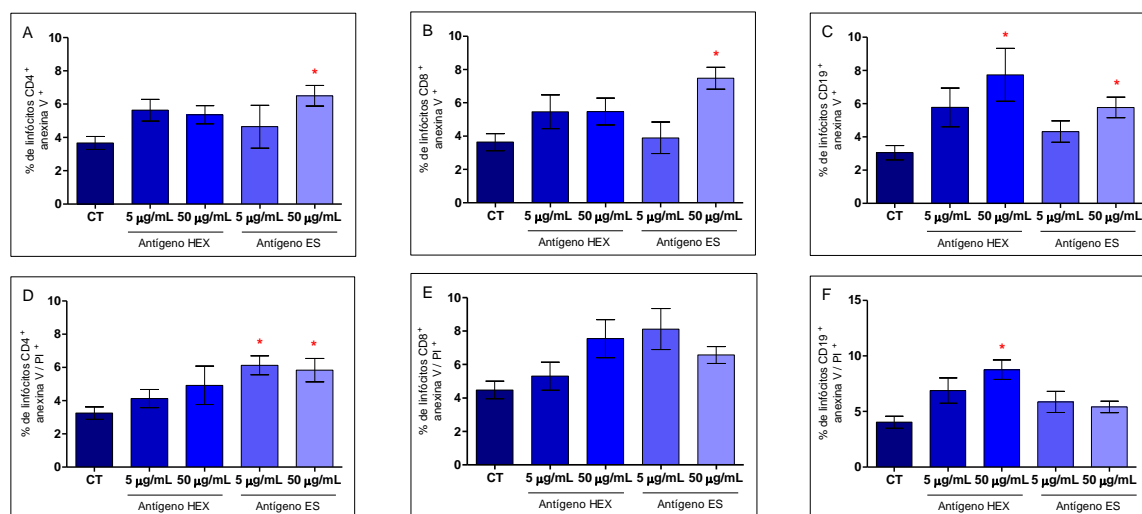 A
% de linfócitos CD4 +
anexina V +
10
8
6
4
2
0
*
CT 5 µg/mL 50 µg/mL 5 µg/mL 50 µg/mL
Antígeno HEX Antígeno ES
B
% de linfócitos CD8 +
anexina V +
10
8
6
4
2
0
*
CT 5 µg/mL 50 µg/mL 5 µg/mL 50 µg/mL
Antígeno HEX Antígeno ES
C
% de linfócitos CD19 +
anexina V +
10
8
6
4
2
0
* *
CT 5 µg/mL 50 µg/mL 5 µg/mL 50 µg/mL
Antígeno HEX Antígeno ES
D
% de linfócitos CD4 +
anexina V / PI +
10
8
6
4
2
0
* *
CT 5 µg/mL 50 µg/mL 5 µg/mL 50 µg/mL
Antígeno HEX Antígeno ES
E
% de linfócitos CD8 +
anexina V / PI +
10
8
6
4
2
0
CT 5 µg/mL 50 µg/mL 5 µg/mL 50 µg/mL
Antígeno HEX Antígeno ES
F
% de linfócitos CD19 +
anexina V / PI +
15
10
5
0
*
CT 5 µg/mL 50 µg/mL 5 µg/mL 50 µg/mL
Antígeno HEX Antígeno ES